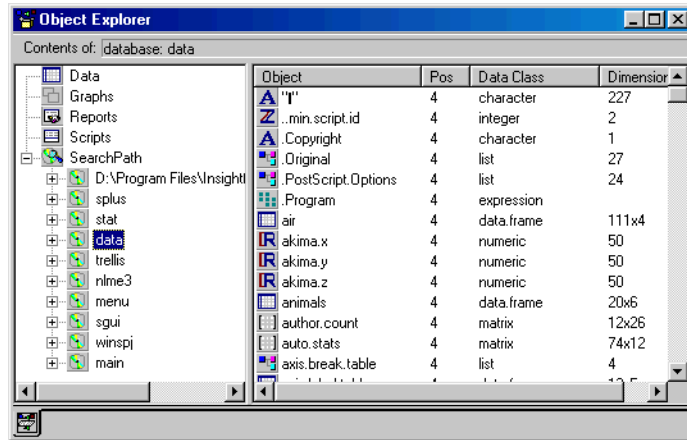 Object Explorer
Contents of: database: data
Data
Graphs
Reports
Scripts
SearchPath
D:\Program Files\Insightf
splus
stat
data
trellis
nlme3
menu
sgui
winspj
main
Object Pos Data Class Dimension
"I" 4 character 227
..min.script.id 4 integer 2
.Copyright 4 character 1
.Original 4 list 27
.PostScript.Options 4 list 24
.Program 4 expression
air 4 data.frame 111x4
akima.x 4 numeric 50
akima.y 4 numeric 50
akima.z 4 numeric 50
animals 4 data.frame 20x6
author.count 4 matrix 12x26
auto.stats 4 matrix 74x12
axis.break.table 4 list 4